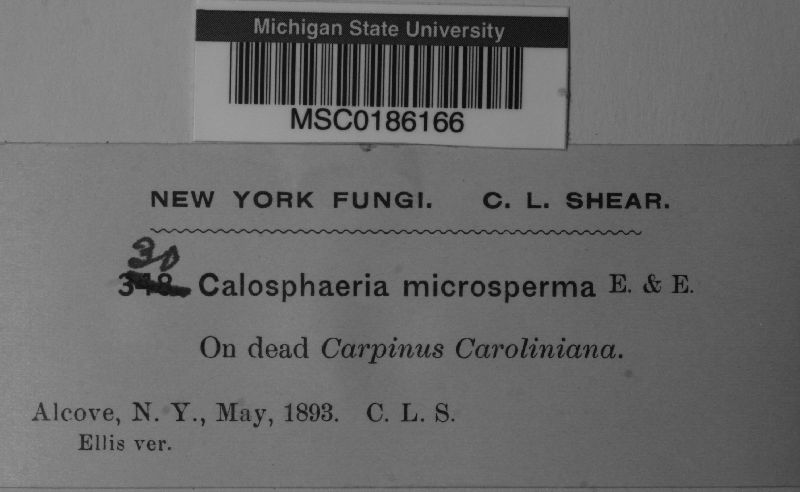 Michigan State University
MSC0186166
NEW YORK FUNGI. C. L. SHEAR.
30
318. Calosphaeria microsperma E. & E.
On dead Carpinus Caroliniana.
Alcove, N. Y., May, 1893. C. L. S.
Ellis ver.